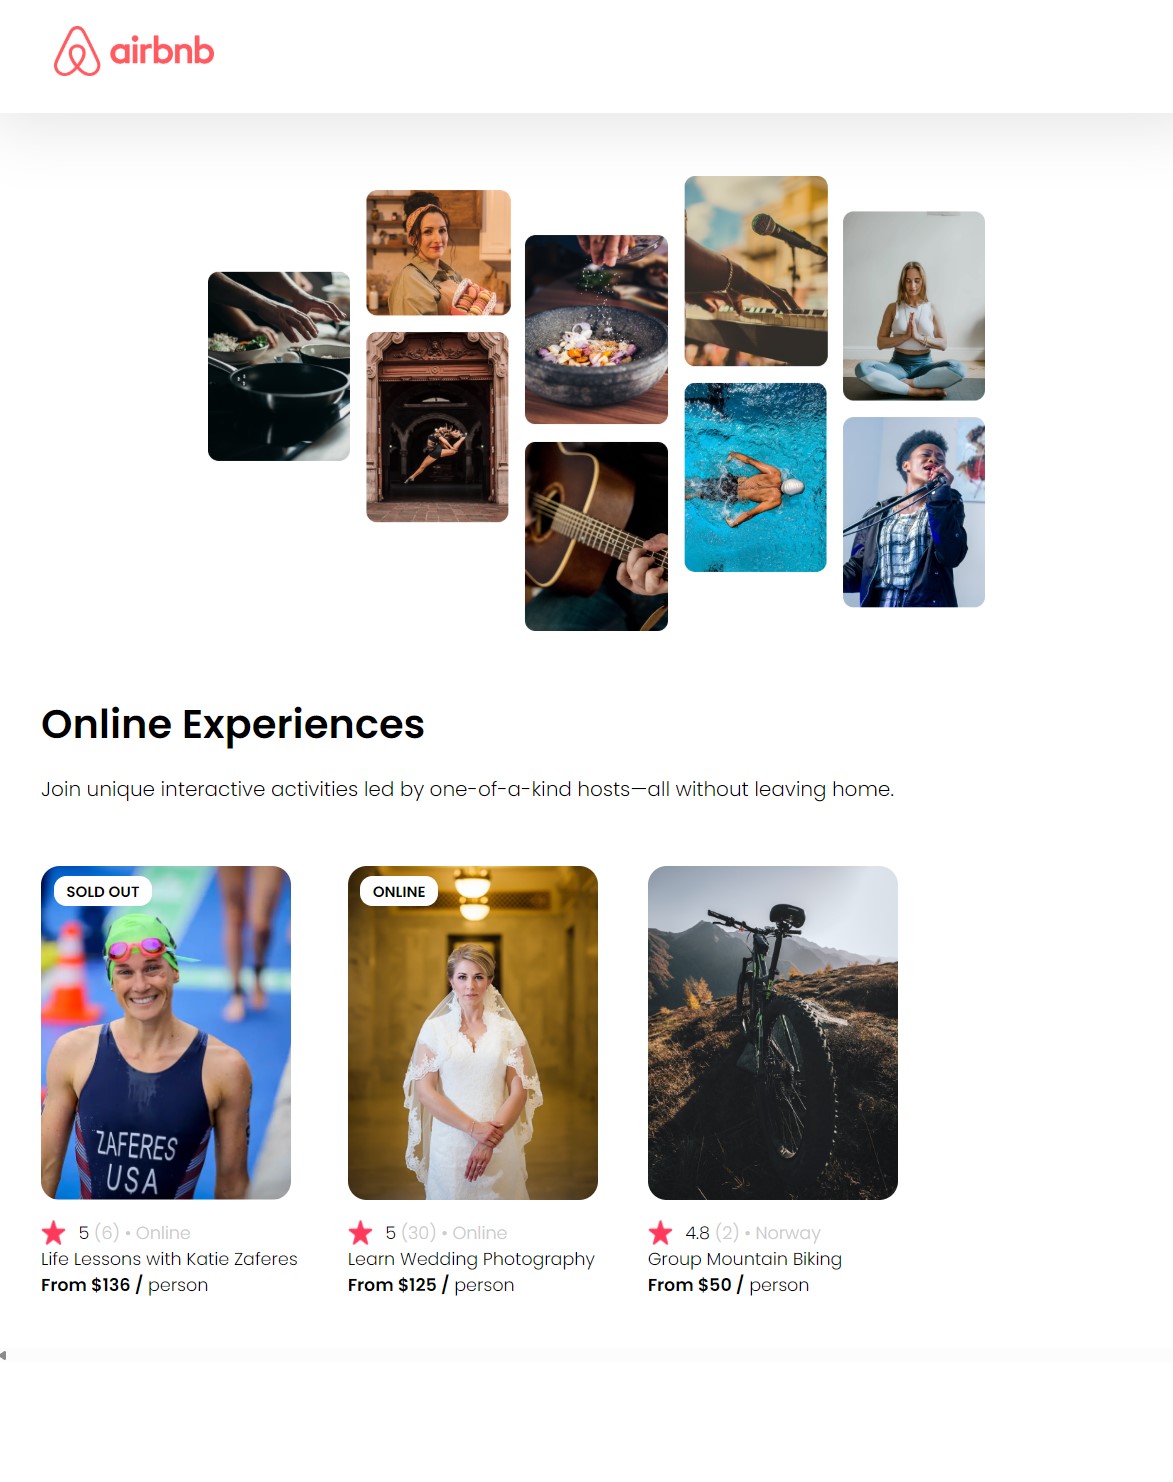 airbnb
Online Experiences
Join unique interactive activities led by one-of-a-kind hosts—all without leaving home.
SOLD OUT
ZAFERES
USA
5 (6) • Online
Life Lessons with Katie Zaferes
From $136 / person
ONLINE
5 (30) • Online
Learn Wedding Photography
From $125 / person
4.8 (2) • Norway
Group Mountain Biking
From $50 / person